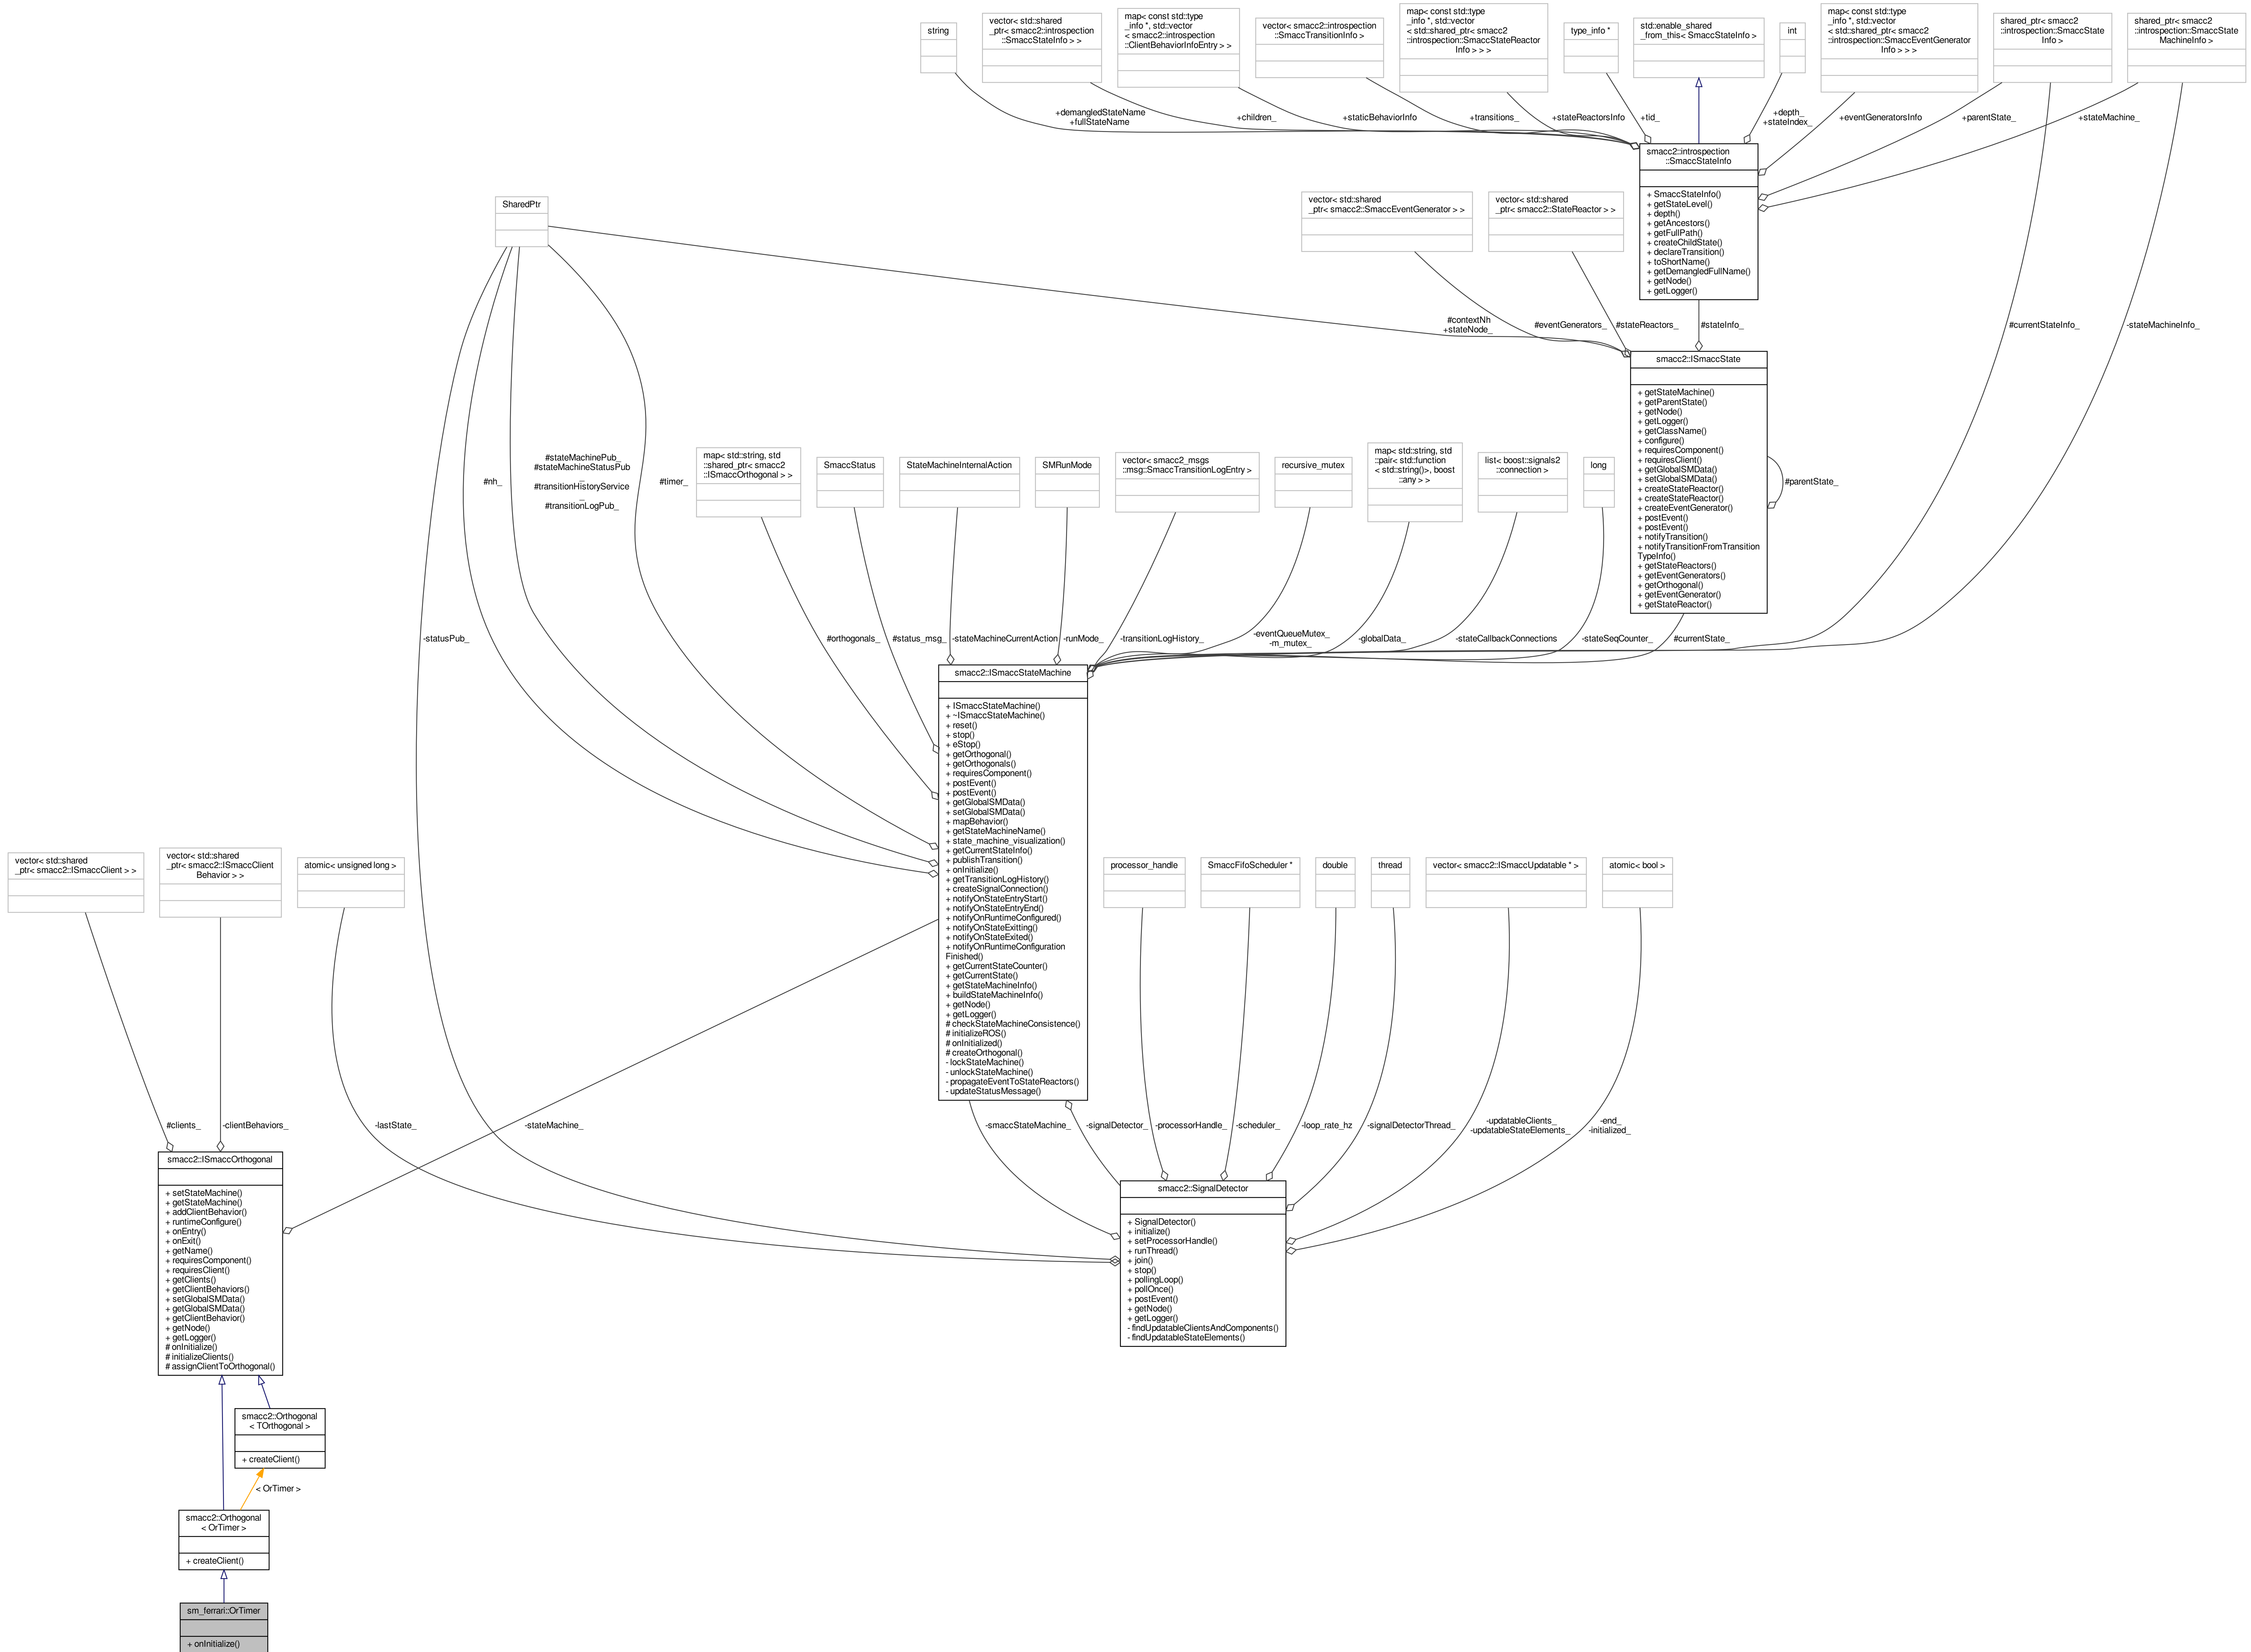 string
vector< std::shared
_ptr< smacc2::introspection
::SmaccStateInfo > >
map< const std::type
_info *, std::vector
< smacc2::introspection
::ClientBehaviorInfoEntry > >
vector< smacc2::introspection
::SmaccTransitionInfo >
map< const std::type
_info *, std::vector
< std::shared_ptr< smacc2
::introspection::SmaccStateReactor
Info > > >
type_info *
std::enable_shared
_from_this< SmaccStateInfo >
int
map< const std::type
_info *, std::vector
< std::shared_ptr< smacc2
::introspection::SmaccEventGenerator
Info > > >
shared_ptr< smacc2
::introspection::SmaccState
Info >
shared_ptr< smacc2
::introspection::SmaccState
MachineInfo >
+demangledStateName
+fullStateName
+children_
+staticBehaviorInfo
+transitions_
+stateReactorsInfo
+tid_
+depth_
+stateIndex_
+eventGeneratorsInfo
+parentState_
+stateMachine_
smacc2::introspection
::SmaccStateInfo
+ SmaccStateInfo()
+ getStateLevel()
+ depth()
+ getAncestors()
+ getFullPath()
+ createChildState()
+ declareTransition()
+ toShortName()
+ getDemangledFullName()
+ getNode()
+ getLogger()
SharedPtr
vector< std::shared
_ptr< smacc2::SmaccEventGenerator > >
vector< std::shared
_ptr< smacc2::StateReactor > >
#contextNh
+stateNode_
#eventGenerators_
#stateReactors_
#stateInfo_
#currentStateInfo_
-stateMachineInfo_
smacc2::ISmaccState
+ getStateMachine()
+ getParentState()
+ getNode()
+ getLogger()
+ getClassName()
+ configure()
+ requiresComponent()
+ requiresClient()
+ getGlobalSMData()
+ setGlobalSMData()
+ createStateReactor()
+ createStateReactor()
+ createEventGenerator()
+ postEvent()
+ postEvent()
+ notifyTransition()
+ notifyTransitionFromTransition
TypeInfo()
+ getStateReactors()
+ getEventGenerators()
+ getOrthogonal()
+ getEventGenerator()
+ getStateReactor()
#parentState_
#nh_
#stateMachinePub_
#stateMachineStatusPub
_
#transitionHistoryService
_
#transitionLogPub_
#timer_
map< std::string, std
::shared_ptr< smacc2
::ISmaccOrthogonal > >
SmaccStatus
StateMachineInternalAction
SMRunMode
vector< smacc2_msgs
::msg::SmaccTransitionLogEntry >
recursive_mutex
map< std::string, std
::pair< std::function
< std::string()>, boost
::any > >
list< boost::signals2
::connection >
long
-statusPub_
#orthogonals_
#status_msg_
-stateMachineCurrentAction
-runMode_
-transitionLogHistory_
-eventQueueMutex_
-m_mutex_
-globalData_
-stateCallbackConnections
-stateSeqCounter_
#currentState_
smacc2::ISmaccStateMachine
+ ISmaccStateMachine()
+ ~ISmaccStateMachine()
+ reset()
+ stop()
+ eStop()
+ getOrthogonal()
+ getOrthogonals()
+ requiresComponent()
+ postEvent()
+ postEvent()
+ getGlobalSMData()
+ setGlobalSMData()
+ mapBehavior()
+ getStateMachineName()
+ state_machine_visualization()
+ getCurrentStateInfo()
+ publishTransition()
+ onInitialize()
+ getTransitionLogHistory()
+ createSignalConnection()
+ notifyOnStateEntryStart()
+ notifyOnStateEntryEnd()
+ notifyOnRuntimeConfigured()
+ notifyOnStateExitting()
+ notifyOnStateExited()
+ notifyOnRuntimeConfiguration
Finished()
+ getCurrentStateCounter()
+ getCurrentState()
+ getStateMachineInfo()
+ buildStateMachineInfo()
+ getNode()
+ getLogger()
# checkStateMachineConsistence()
# initializeROS()
# onInitialized()
# createOrthogonal()
- lockStateMachine()
- unlockStateMachine()
- propagateEventToStateReactors()
- updateStatusMessage()
vector< std::shared
_ptr< smacc2::ISmaccClient > >
vector< std::shared
_ptr< smacc2::ISmaccClient
Behavior > >
atomic< unsigned long >
processor_handle
SmaccFifoScheduler *
double
thread
vector< smacc2::ISmaccUpdatable * >
atomic< bool >
#clients_
-clientBehaviors_
-lastState_
-stateMachine_
-smaccStateMachine_
-signalDetector_
-processorHandle_
-scheduler_
-loop_rate_hz
-signalDetectorThread_
-updatableClients_
-updatableStateElements_
-end_
-initialized_
smacc2::ISmaccOrthogonal
+ setStateMachine()
+ getStateMachine()
+ addClientBehavior()
+ runtimeConfigure()
+ onEntry()
+ onExit()
+ getName()
+ requiresComponent()
+ requiresClient()
+ getClients()
+ getClientBehaviors()
+ setGlobalSMData()
+ getGlobalSMData()
+ getClientBehavior()
+ getNode()
+ getLogger()
# onInitialize()
# initializeClients()
# assignClientToOrthogonal()
smacc2::SignalDetector
+ SignalDetector()
+ initialize()
+ setProcessorHandle()
+ runThread()
+ join()
+ stop()
+ pollingLoop()
+ pollOnce()
+ postEvent()
+ getNode()
+ getLogger()
- findUpdatableClientsAndComponents()
- findUpdatableStateElements()
smacc2::Orthogonal
< TOrthogonal >
+ createClient()
< OrTimer >
smacc2::Orthogonal
< OrTimer >
+ createClient()
sm_ferrari::OrTimer
+ onInitialize()